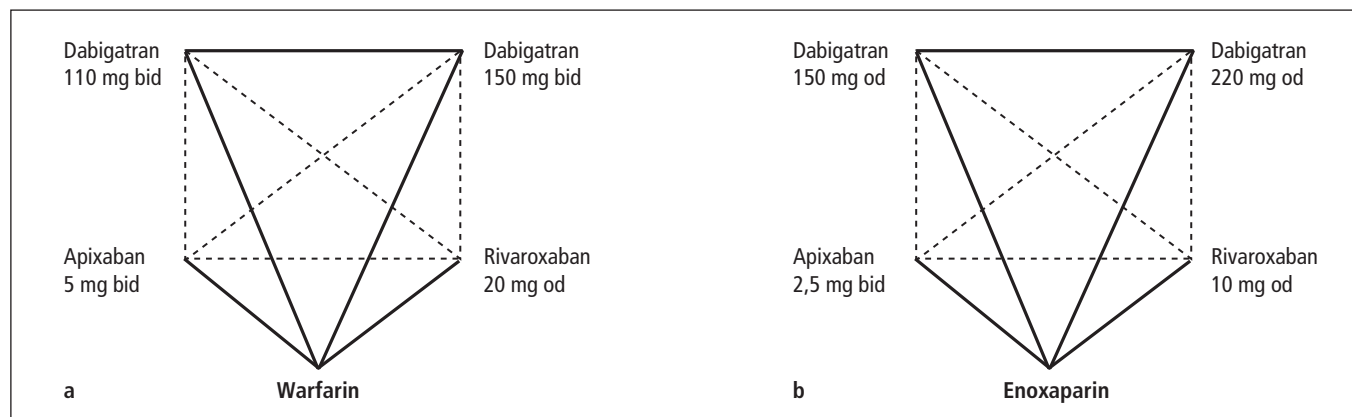 Dabigatran
110 mg bid
Dabigatran
150 mg bid
Apixaban
5 mg bid
Rivaroxaban
20 mg od
a
Warfarin
Dabigatran
150 mg od
Dabigatran
220 mg od
Apixaban
2,5 mg bid
Rivaroxaban
10 mg od
b
Enoxaparin